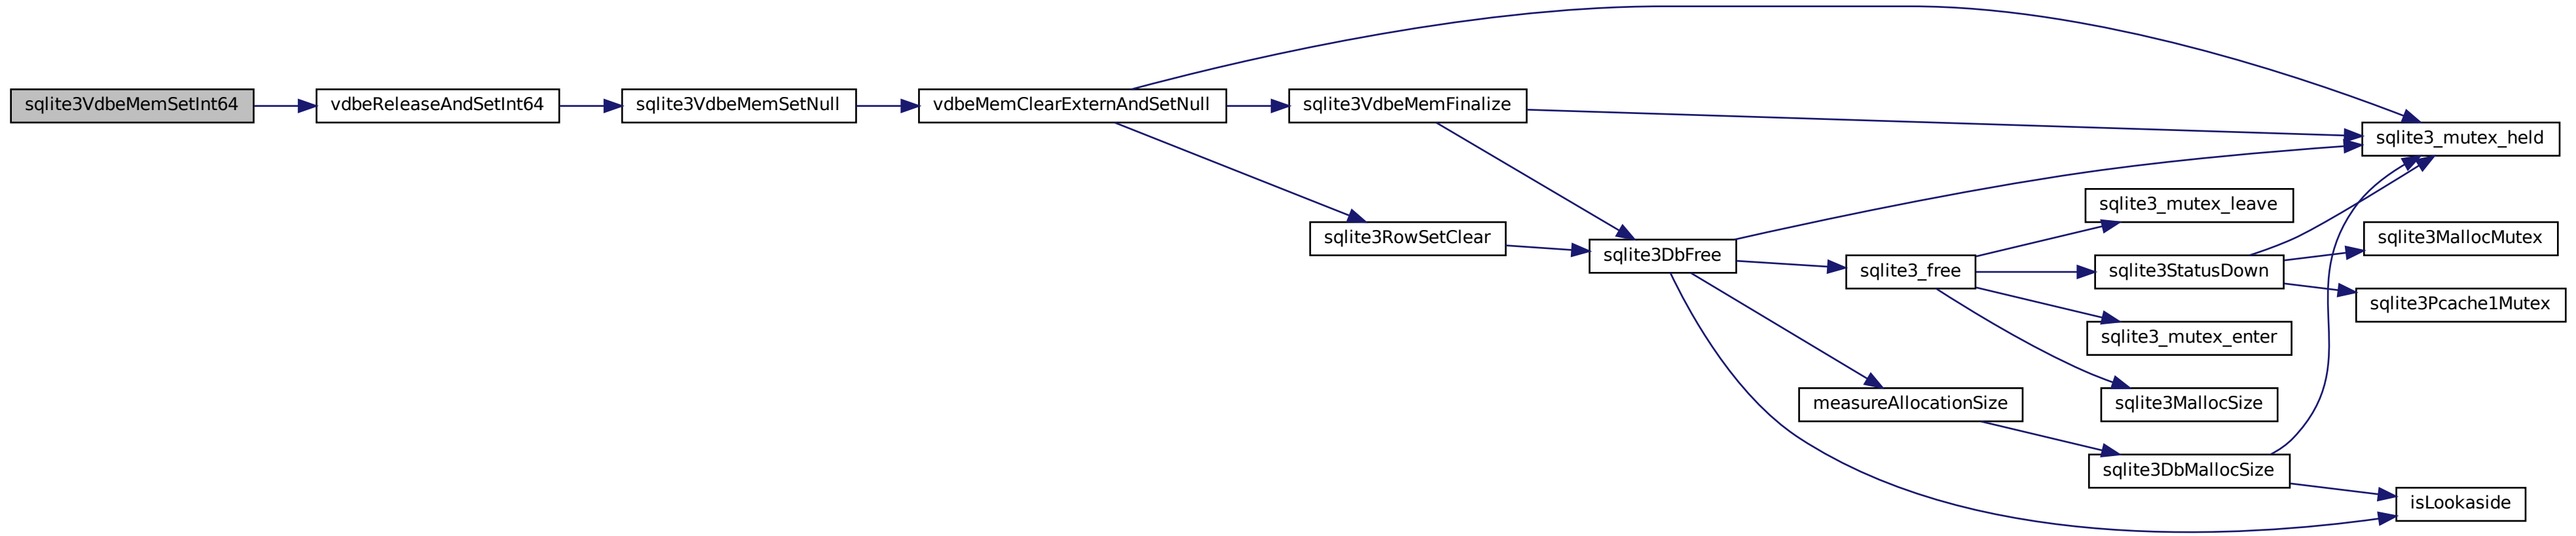 sqlite3VdbeMemSetInt64
vdbeReleaseAndSetInt64
sqlite3VdbeMemSetNull
vdbeMemClearExternAndSetNull
sqlite3VdbeMemFinalize
sqlite3_mutex_held
sqlite3RowSetClear
sqlite3DbFree
sqlite3_free
sqlite3_mutex_leave
sqlite3StatusDown
sqlite3MallocMutex
sqlite3Pcache1Mutex
sqlite3_mutex_enter
sqlite3MallocSize
measureAllocationSize
sqlite3DbMallocSize
isLookaside